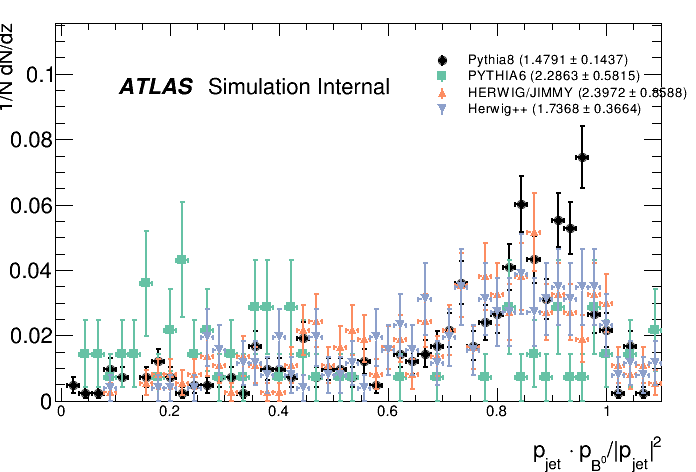 1/N dN/dz
ATLAS Simulation Internal
Pythia8 (1.4791 ± 0.1437)
PYTHIA6 (2.2863 ± 0.5815)
HERWIG/JIMMY (2.3972 ± 0.8588)
Herwig++ (1.7368 ± 0.3664)
0.1
0.08
0.06
0.04
0.02
0
0 0.2 0.4 0.6 0.8 1
p_jet · p_B⁰/|p_jet|²